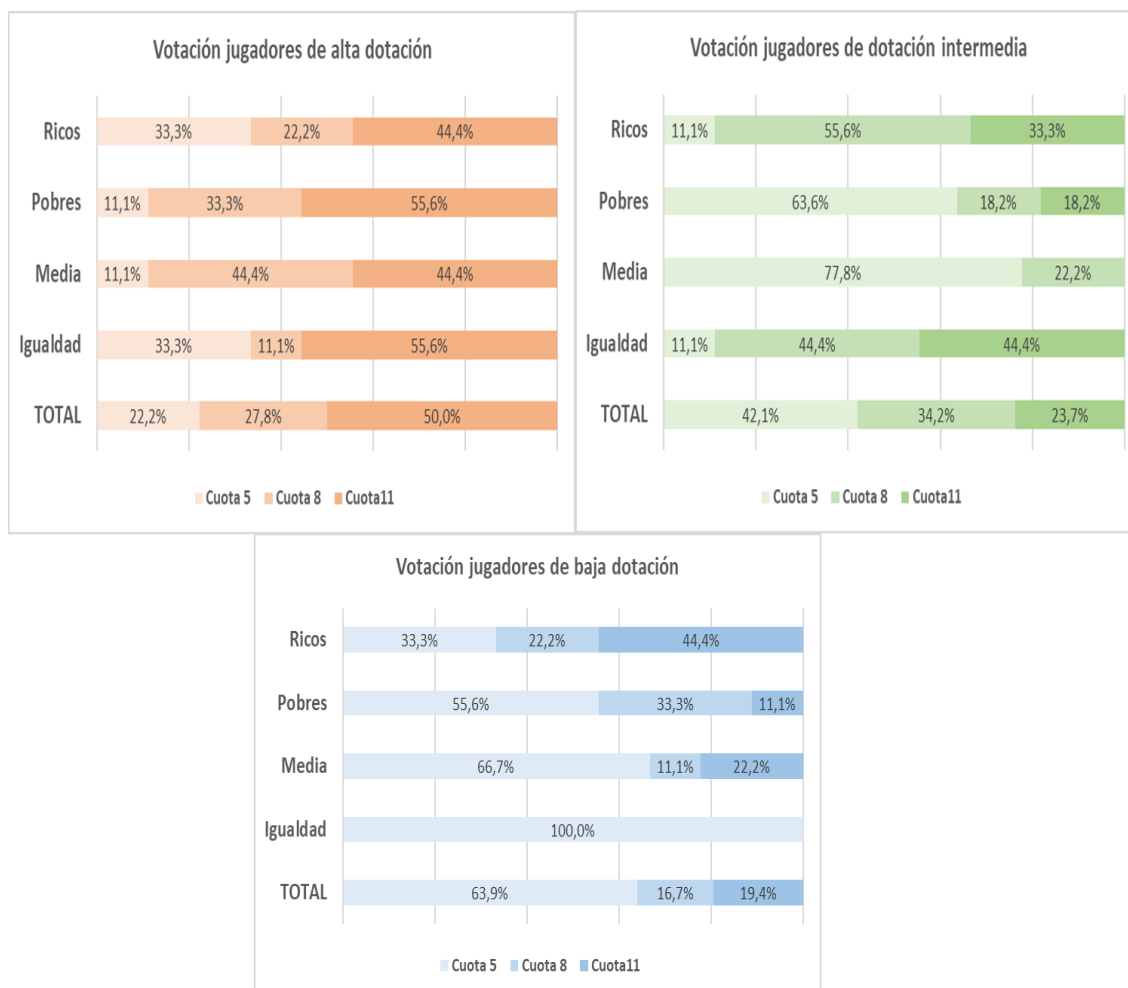 Votación jugadores de alta dotación
Ricos 33,3% 22,2% 44,4%
Pobres 11,1% 33,3% 55,6%
Media 11,1% 44,4% 44,4%
Igualdad 33,3% 11,1% 55,6%
TOTAL 22,2% 27,8% 50,0%
Cuota 5 Cuota 8 Cuota11
Votación jugadores de dotación intermedia
Ricos 11,1% 55,6% 33,3%
Pobres 63,6% 18,2% 18,2%
Media 77,8% 22,2%
Igualdad 11,1% 44,4% 44,4%
TOTAL 42,1% 34,2% 23,7%
Cuota 5 Cuota 8 Cuota11
Votación jugadores de baja dotación
Ricos 33,3% 22,2% 44,4%
Pobres 55,6% 33,3% 11,1%
Media 66,7% 11,1% 22,2%
Igualdad 100,0%
TOTAL 63,9% 16,7% 19,4%
Cuota 5 Cuota 8 Cuota11